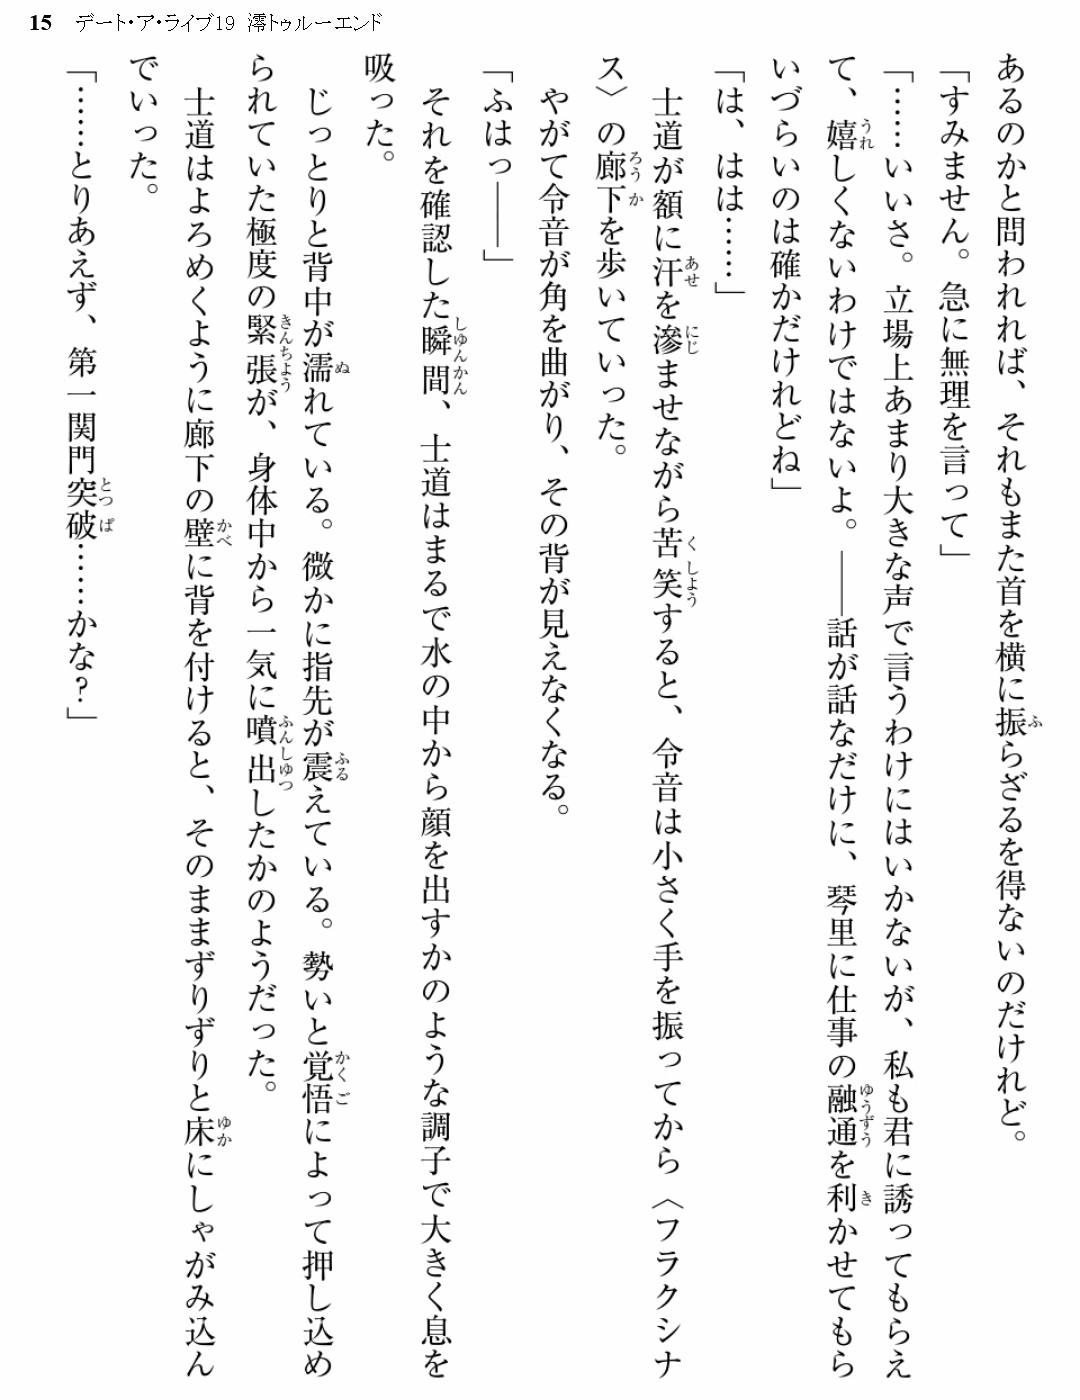 15 デート・ア・ライブ19 澪トゥルーエンド
あるのかと問われれば、それもまた首を横に振らざるを得ないのだけれど。
「すみません。急に無理を言って」
「……いいさ。立場上あまり大きな声で言うわけにはいかないが、私も君に誘ってもらえ
て、嬉しくないわけではないよ。――話が話なだけに、琴里に仕事の融通を利かせてもら
いづらいのは確かだけれどね」
「は、はは……」
士道が額に汗を滲ませながら苦笑すると、令音は小さく手を振ってから〈フラクシナ
ス〉の廊下を歩いていった。
やがて令音が角を曲がり、その背が見えなくなる。
「ふはっ――」
それを確認した瞬間、士道はまるで水の中から顔を出すかのような調子で大きく息を
吸った。
じっとりと背中が濡れている。微かに指先が震えている。勢いと覚悟によって押し込め
られていた極度の緊張が、身体中から一気に噴出したかのようだった。
士道はよろめくように廊下の壁に背を付けると、そのままずりずりと床にしゃがみ込ん
でいった。
「……とりあえず、第一関門突破……かな？」